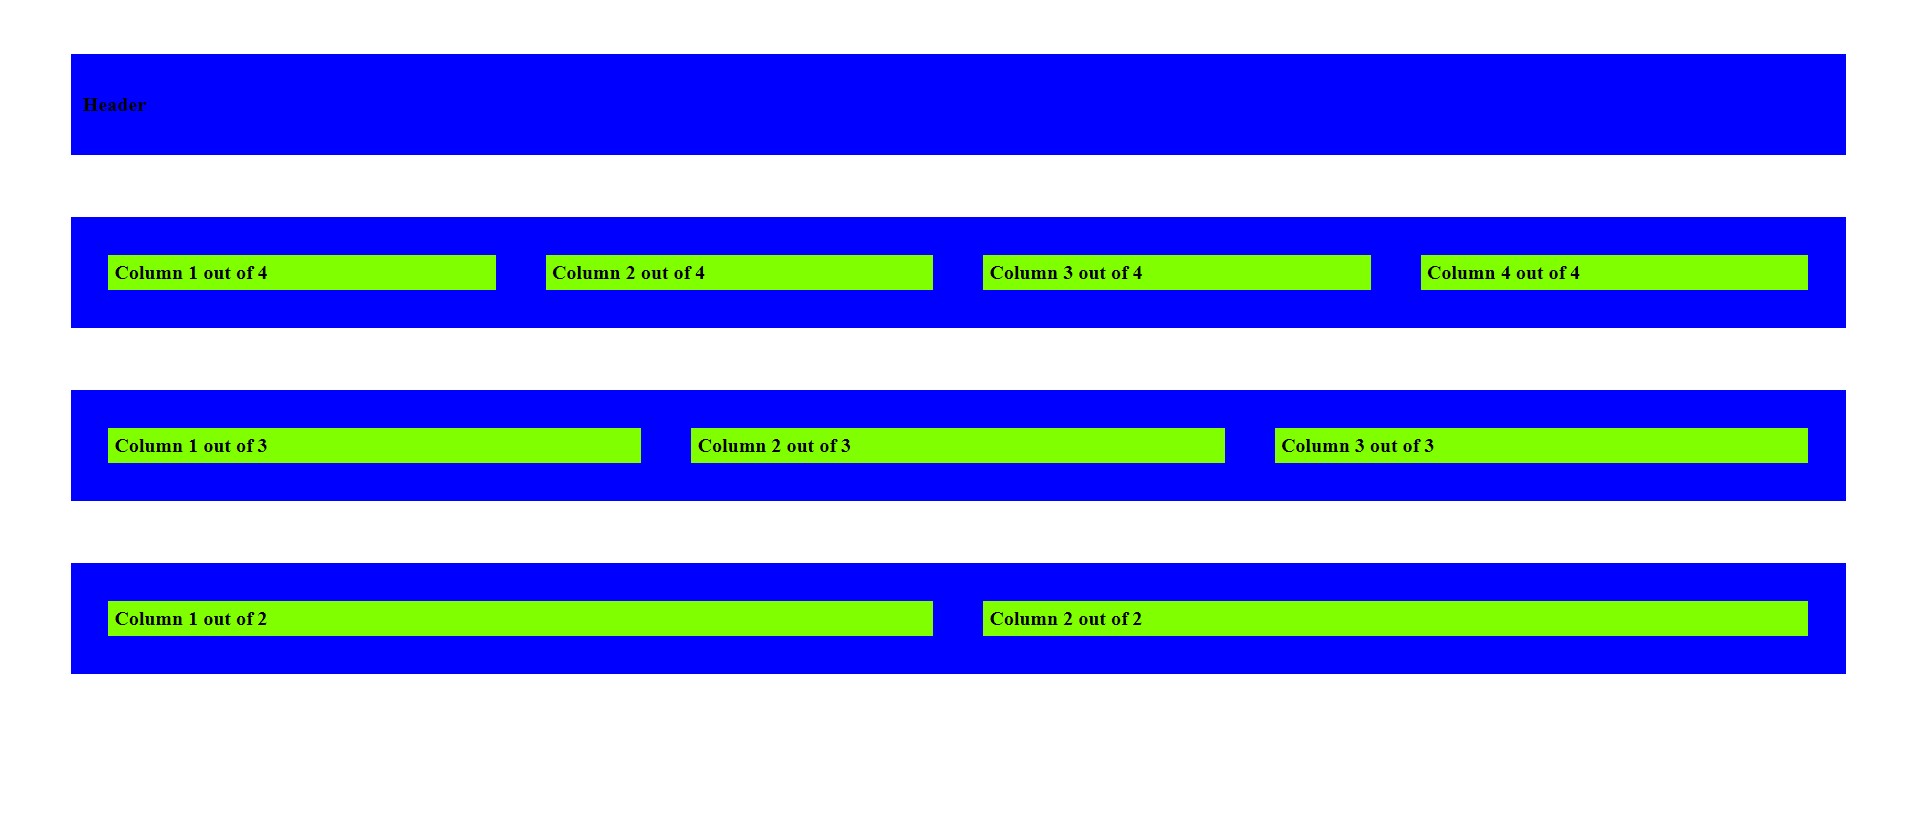 Header
Column 1 out of 4
Column 2 out of 4
Column 3 out of 4
Column 4 out of 4
Column 1 out of 3
Column 2 out of 3
Column 3 out of 3
Column 1 out of 2
Column 2 out of 2